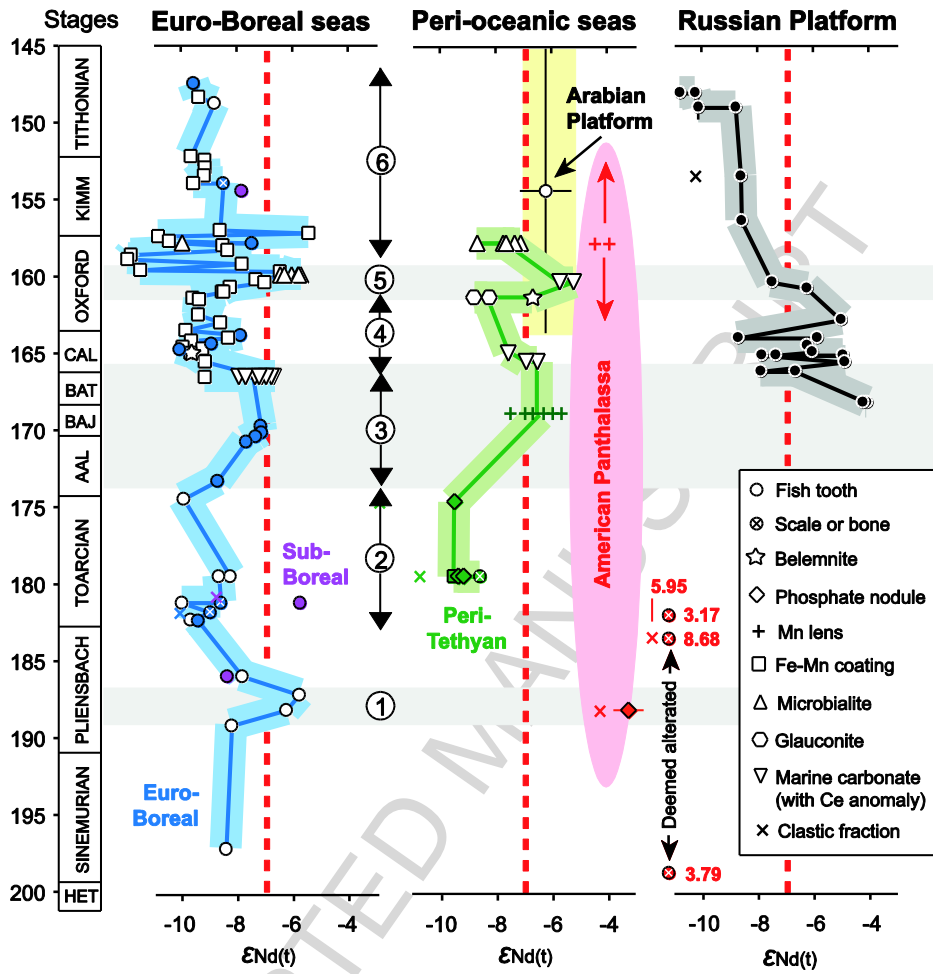 Stages
Euro-Boreal seas
Peri-oceanic seas
Russian Platform
145
150
155
160
165
170
175
180
185
190
195
200
TITHONIAN
KIMM
OXFORD
CAL
BAT
BAJ
AAL
TOARCIAN
PLIENSBACH
SINEMURIAN
HET
6
5
4
3
2
1
Sub-
Boreal
Euro-
Boreal
Arabian
Platform
American Panthalassa
Peri-
Tethyan
5.95
3.17
8.68
Deemed alterated
3.79
Fish tooth
Scale or bone
Belemnite
Phosphate nodule
Mn lens
Fe-Mn coating
Microbialite
Glauconite
Marine carbonate
(with Ce anomaly)
Clastic fraction
-10 -8 -6 -4
-10 -8 -6 -4
-10 -8 -6 -4
εNd(t)
εNd(t)
εNd(t)